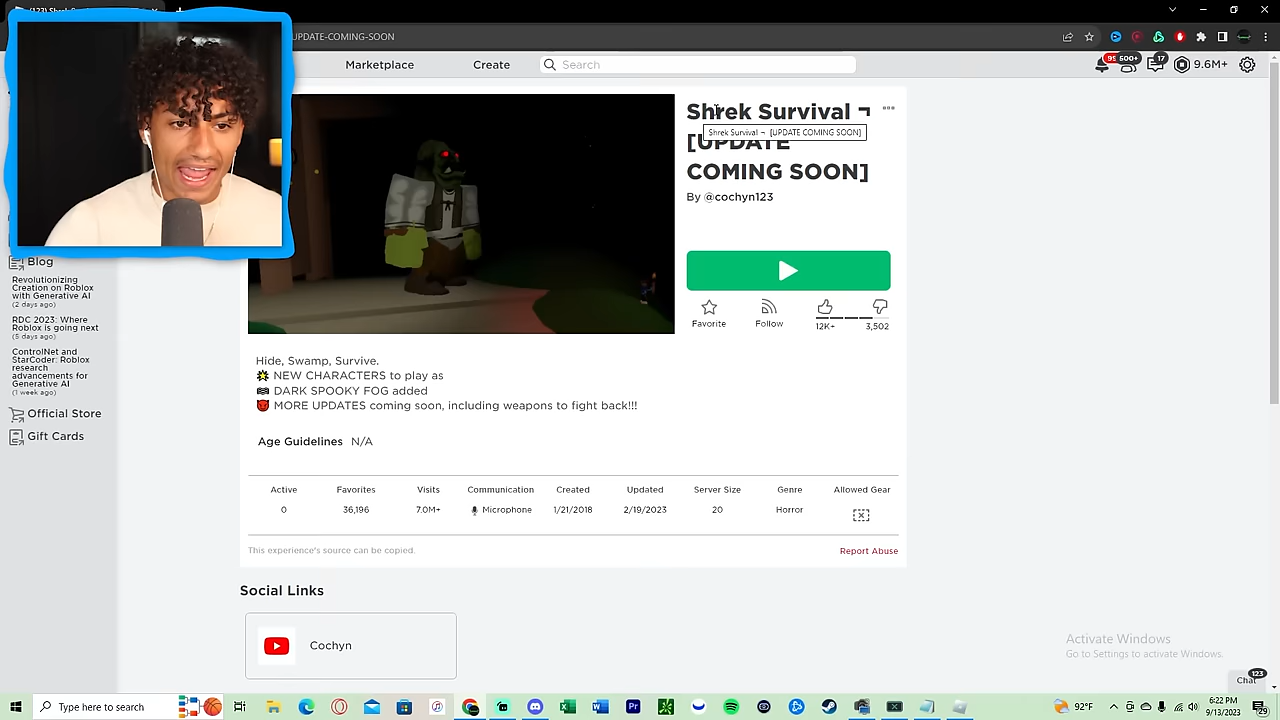 UPDATE-COMING-SOON
Marketplace
Create
Search
99
500+
17
9.6M+
Shrek Survival ¬
[UPDATE
COMING SOON]
Shrek Survival ¬ [UPDATE COMING SOON]
By @cochyn123
Favorite
Follow
12K+
3,502
Blog
Revolutionizing
Creation on Roblox
with Generative AI
(2 days ago)
RDC 2023: Where
Roblox is going next
(5 days ago)
ControlNet and
StarCoder: Roblox
research
advancements for
Generative AI
(1 week ago)
Official Store
Gift Cards
Hide, Swamp, Survive.
NEW CHARACTERS to play as
DARK SPOOKY FOG added
MORE UPDATES coming soon, including weapons to fight back!!!
Age Guidelines N/A
Active Favorites Visits Communication Created Updated Server Size Genre Allowed Gear
0 36,196 7.0M+ Microphone 1/21/2018 2/19/2023 20 Horror
This experience's source can be copied.
Report Abuse
Social Links
Cochyn
Activate Windows
Go to Settings to activate Windows.
Chat
123
Type here to search
92°F
6:22 PM
9/13/2023